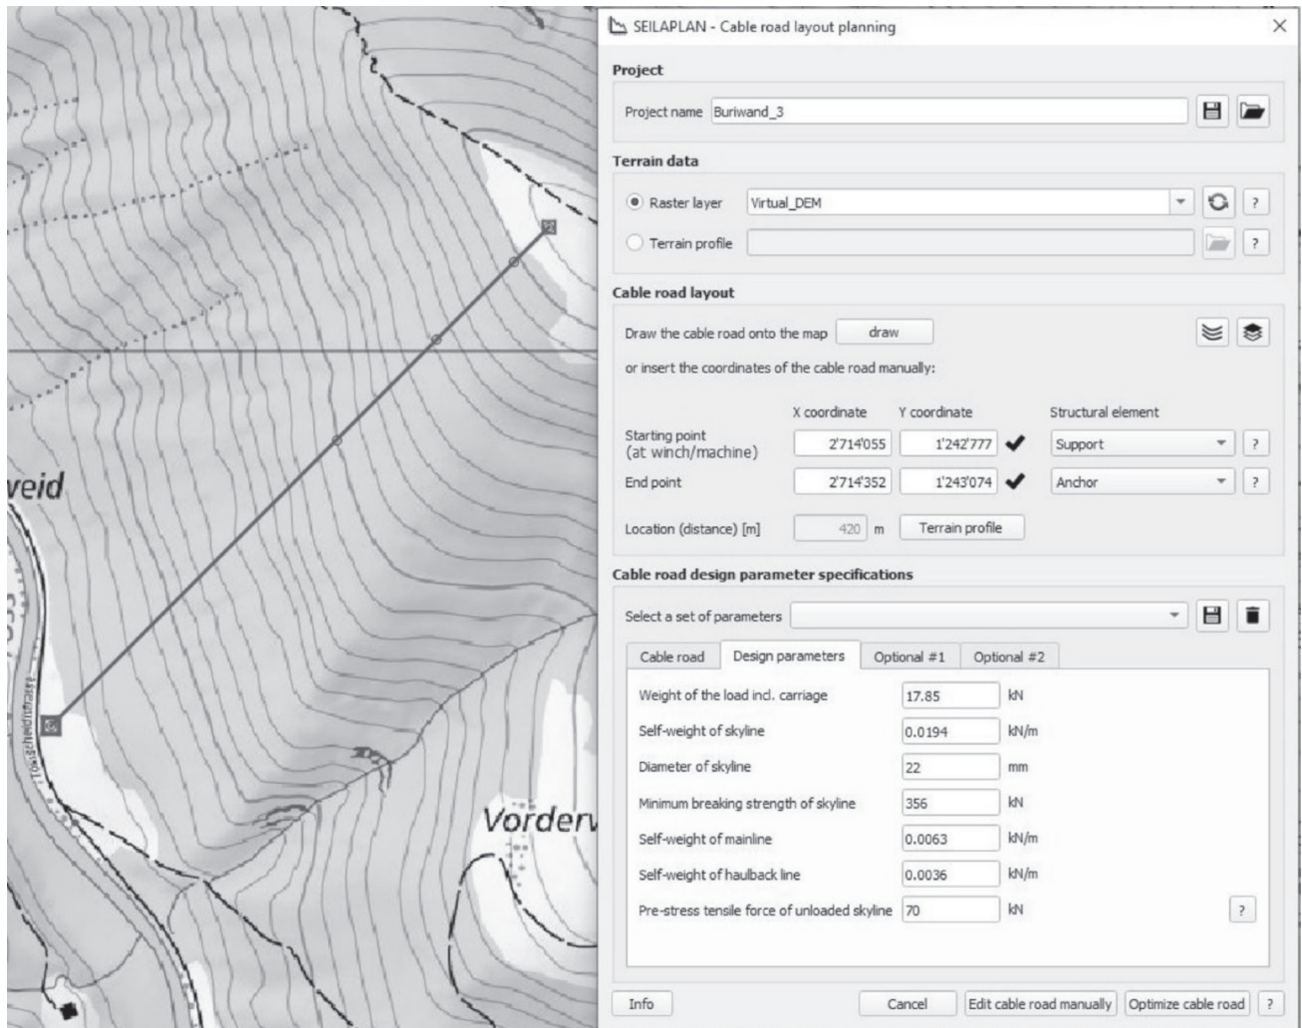 SEILAPLAN - Cable road layout planning
Project
Project name Buriwand_3
Terrain data
Raster layer Virtual_DEM
?
Terrain profile
?
Cable road layout
Draw the cable road onto the map draw
or insert the coordinates of the cable road manually:
X coordinate Y coordinate Structural element
Starting point
(at winch/machine)
2'714'055 1'242'777 Support ?
End point 2'714'352 1'243'074 Anchor ?
Location (distance) [m] 420 m Terrain profile
Cable road design parameter specifications
Select a set of parameters
Cable road Design parameters Optional #1 Optional #2
Weight of the load incl. carriage 17.85 kN
Self-weight of skyline 0.0194 kN/m
Diameter of skyline 22 mm
Minimum breaking strength of skyline 356 kN
Self-weight of mainline 0.0063 kN/m
Self-weight of haulback line 0.0036 kN/m
Pre-stress tensile force of unloaded skyline 70 kN ?
Info Cancel Edit cable road manually Optimize cable road ?
veid
Vorderv